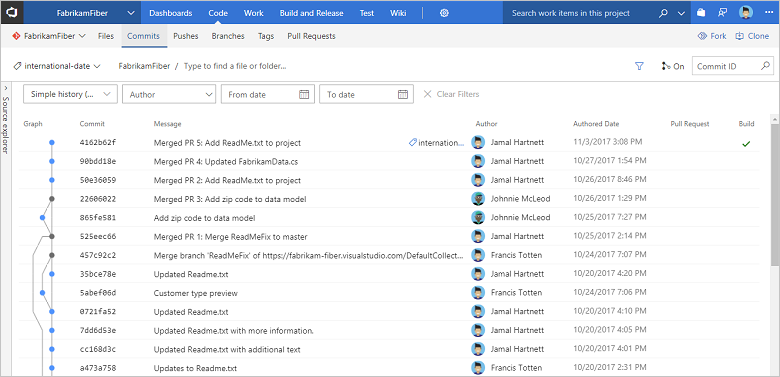 FabrikamFiber Dashboards Code Work Build and Release Test Wiki Search work items in this project
FabrikamFiber Files Commits Pushes Branches Tags Pull Requests Fork Clone
international-date FabrikamFiber / Type to find a file or folder... On Commit ID
Simple history (... Author From date To date Clear Filters
Source explorer
Graph Commit Message Author Authored Date Pull Request Build
4162b62f Merged PR 5: Add ReadMe.txt to project internation... Jamal Hartnett 11/3/2017 3:08 PM
90bdd18e Merged PR 4: Updated FabrikamData.cs Jamal Hartnett 10/27/2017 1:54 PM
50e36059 Merged PR 2: Add ReadMe.txt to project Jamal Hartnett 10/26/2017 8:46 PM
22606022 Merged PR 3: Add zip code to data model Johnnie McLeod 10/26/2017 1:29 PM
865fe581 Add zip code to data model Johnnie McLeod 10/25/2017 7:27 PM
525eec66 Merged PR 1: Merge ReadMeFix to master Jamal Hartnett 10/25/2017 2:14 PM
457c92c2 Merge branch 'ReadMeFix' of https://fabrikam-fiber.visualstudio.com/DefaultCollect... Francis Totten 10/24/2017 7:07 PM
35bce78e Updated Readme.txt Jamal Hartnett 10/20/2017 4:20 PM
5abef06d Customer type preview Francis Totten 10/24/2017 7:06 PM
0721fa52 Updated Readme.txt Jamal Hartnett 10/20/2017 4:10 PM
7dd6d53e Updated Readme.txt with more information. Jamal Hartnett 10/20/2017 4:05 PM
cc168d3c Updated Readme.txt with additional text Jamal Hartnett 10/20/2017 4:01 PM
a473a758 Updates to Readme.txt Francis Totten 10/20/2017 2:31 PM